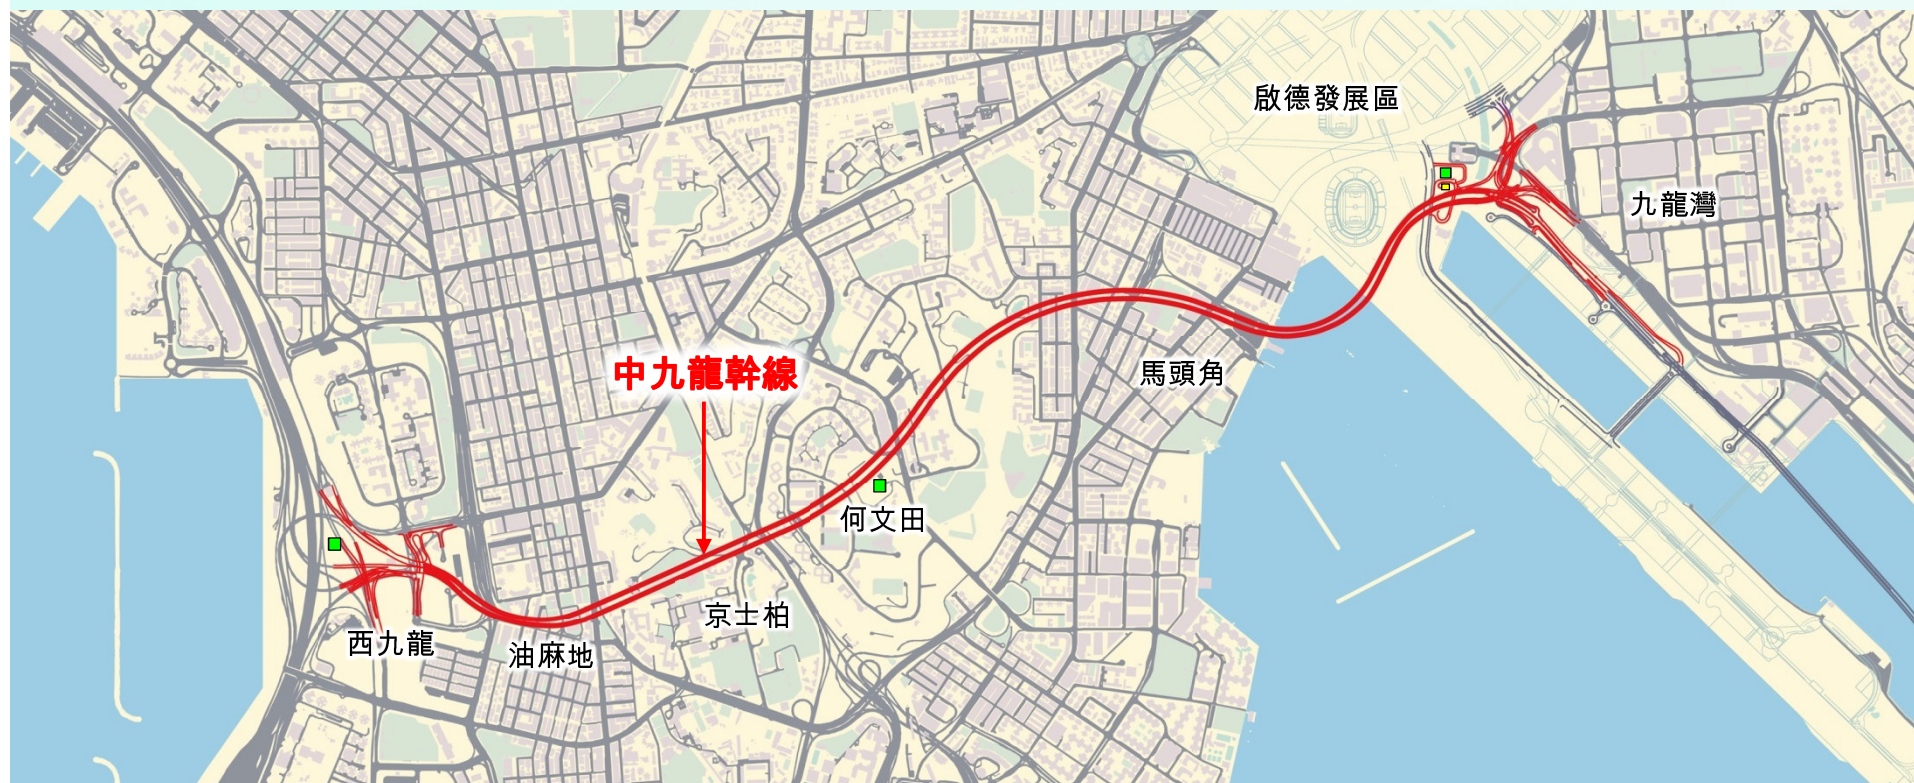 啟德發展區
九龍灣
中九龍幹線
馬頭角
何文田
京士柏
西九龍
油麻地